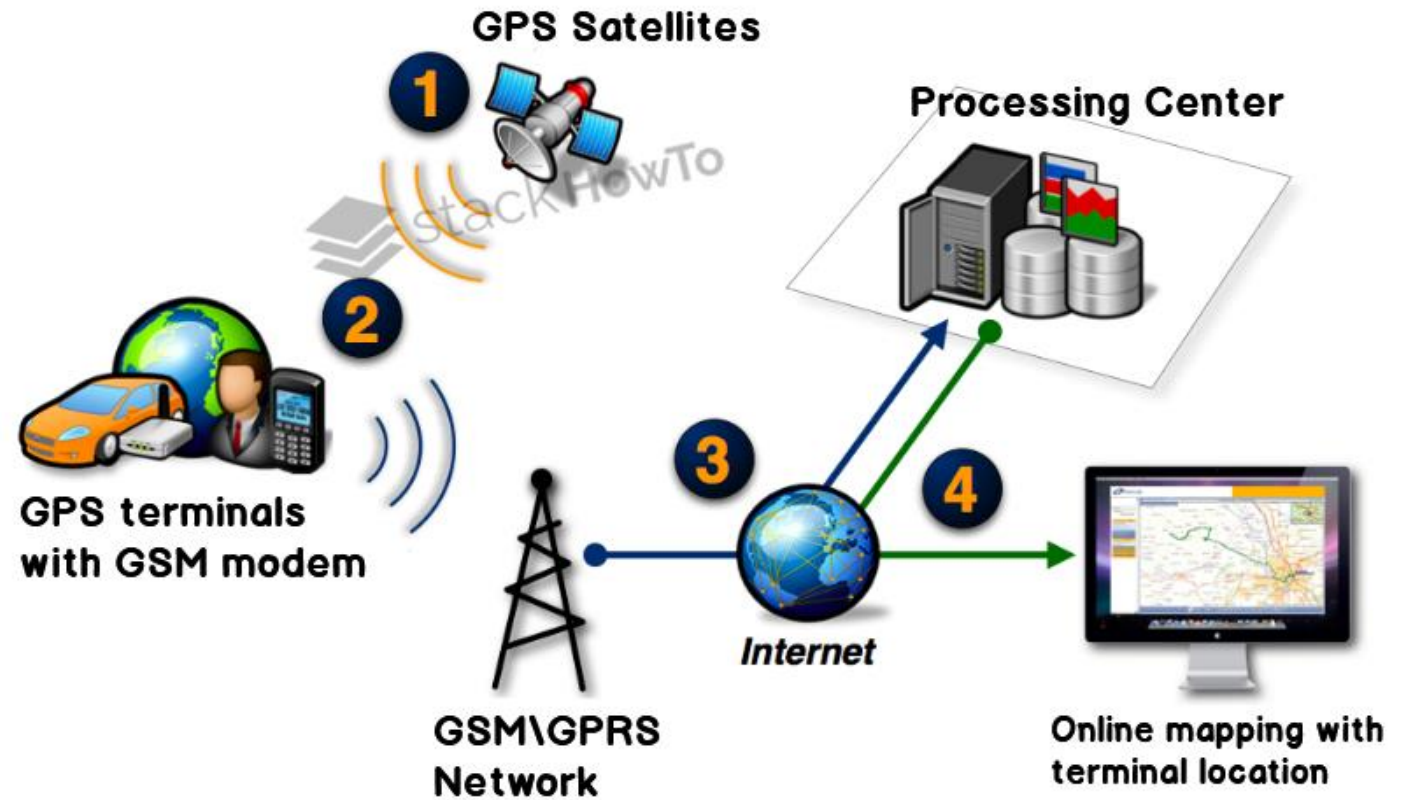 GPS Satellites
1
Processing Center
stackHowTo
2
GPS terminals
with GSM modem
3
4
Internet
GSM\GPRS
Network
Online mapping with
terminal location